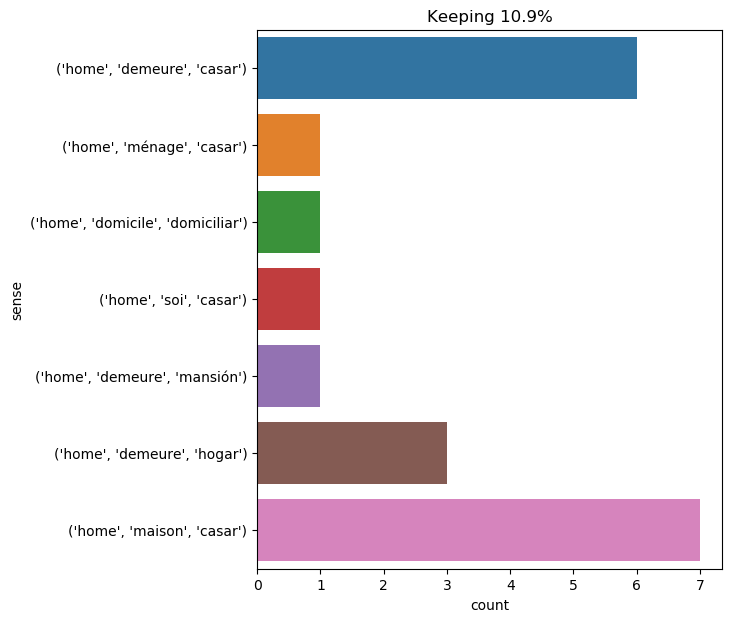 Keeping 10.9%
('home', 'demeure', 'casar')
('home', 'ménage', 'casar')
('home', 'domicile', 'domiciliar')
('home', 'soi', 'casar')
('home', 'demeure', 'mansión')
('home', 'demeure', 'hogar')
('home', 'maison', 'casar')
sense
0 1 2 3 4 5 6 7
count